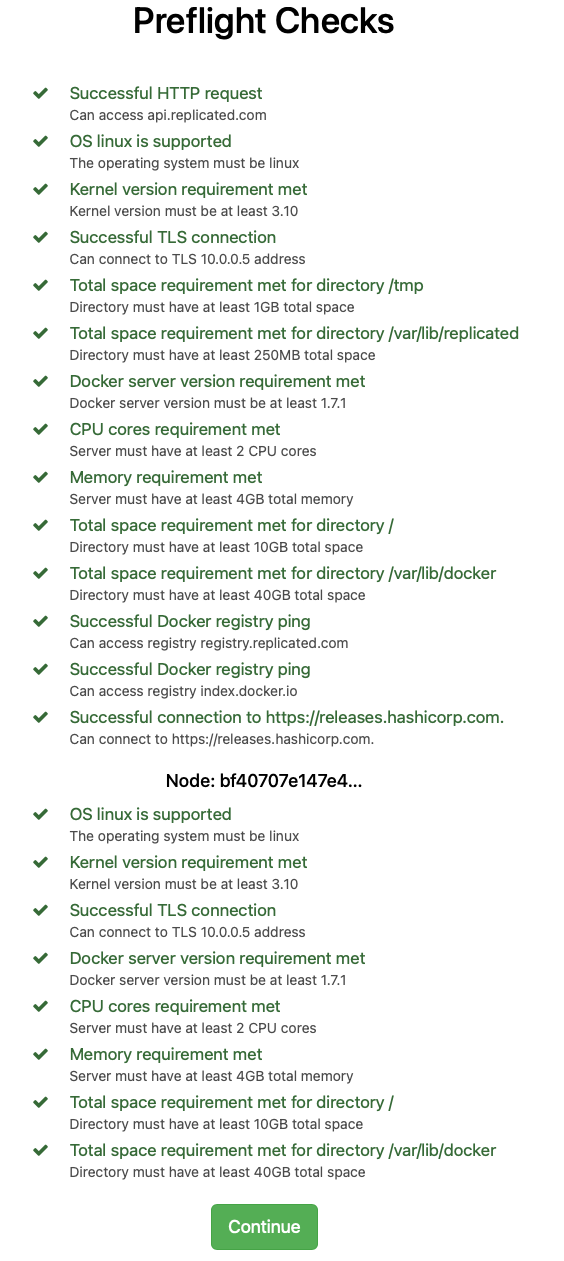 Preflight Checks
Successful HTTP request
Can access api.replicated.com
OS linux is supported
The operating system must be linux
Kernel version requirement met
Kernel version must be at least 3.10
Successful TLS connection
Can connect to TLS 10.0.0.5 address
Total space requirement met for directory /tmp
Directory must have at least 1GB total space
Total space requirement met for directory /var/lib/replicated
Directory must have at least 250MB total space
Docker server version requirement met
Docker server version must be at least 1.7.1
CPU cores requirement met
Server must have at least 2 CPU cores
Memory requirement met
Server must have at least 4GB total memory
Total space requirement met for directory /
Directory must have at least 10GB total space
Total space requirement met for directory /var/lib/docker
Directory must have at least 40GB total space
Successful Docker registry ping
Can access registry registry.replicated.com
Successful Docker registry ping
Can access registry index.docker.io
Successful connection to https://releases.hashicorp.com.
Can connect to https://releases.hashicorp.com.
Node: bf40707e147e4...
OS linux is supported
The operating system must be linux
Kernel version requirement met
Kernel version must be at least 3.10
Successful TLS connection
Can connect to TLS 10.0.0.5 address
Docker server version requirement met
Docker server version must be at least 1.7.1
CPU cores requirement met
Server must have at least 2 CPU cores
Memory requirement met
Server must have at least 4GB total memory
Total space requirement met for directory /
Directory must have at least 10GB total space
Total space requirement met for directory /var/lib/docker
Directory must have at least 40GB total space
Continue